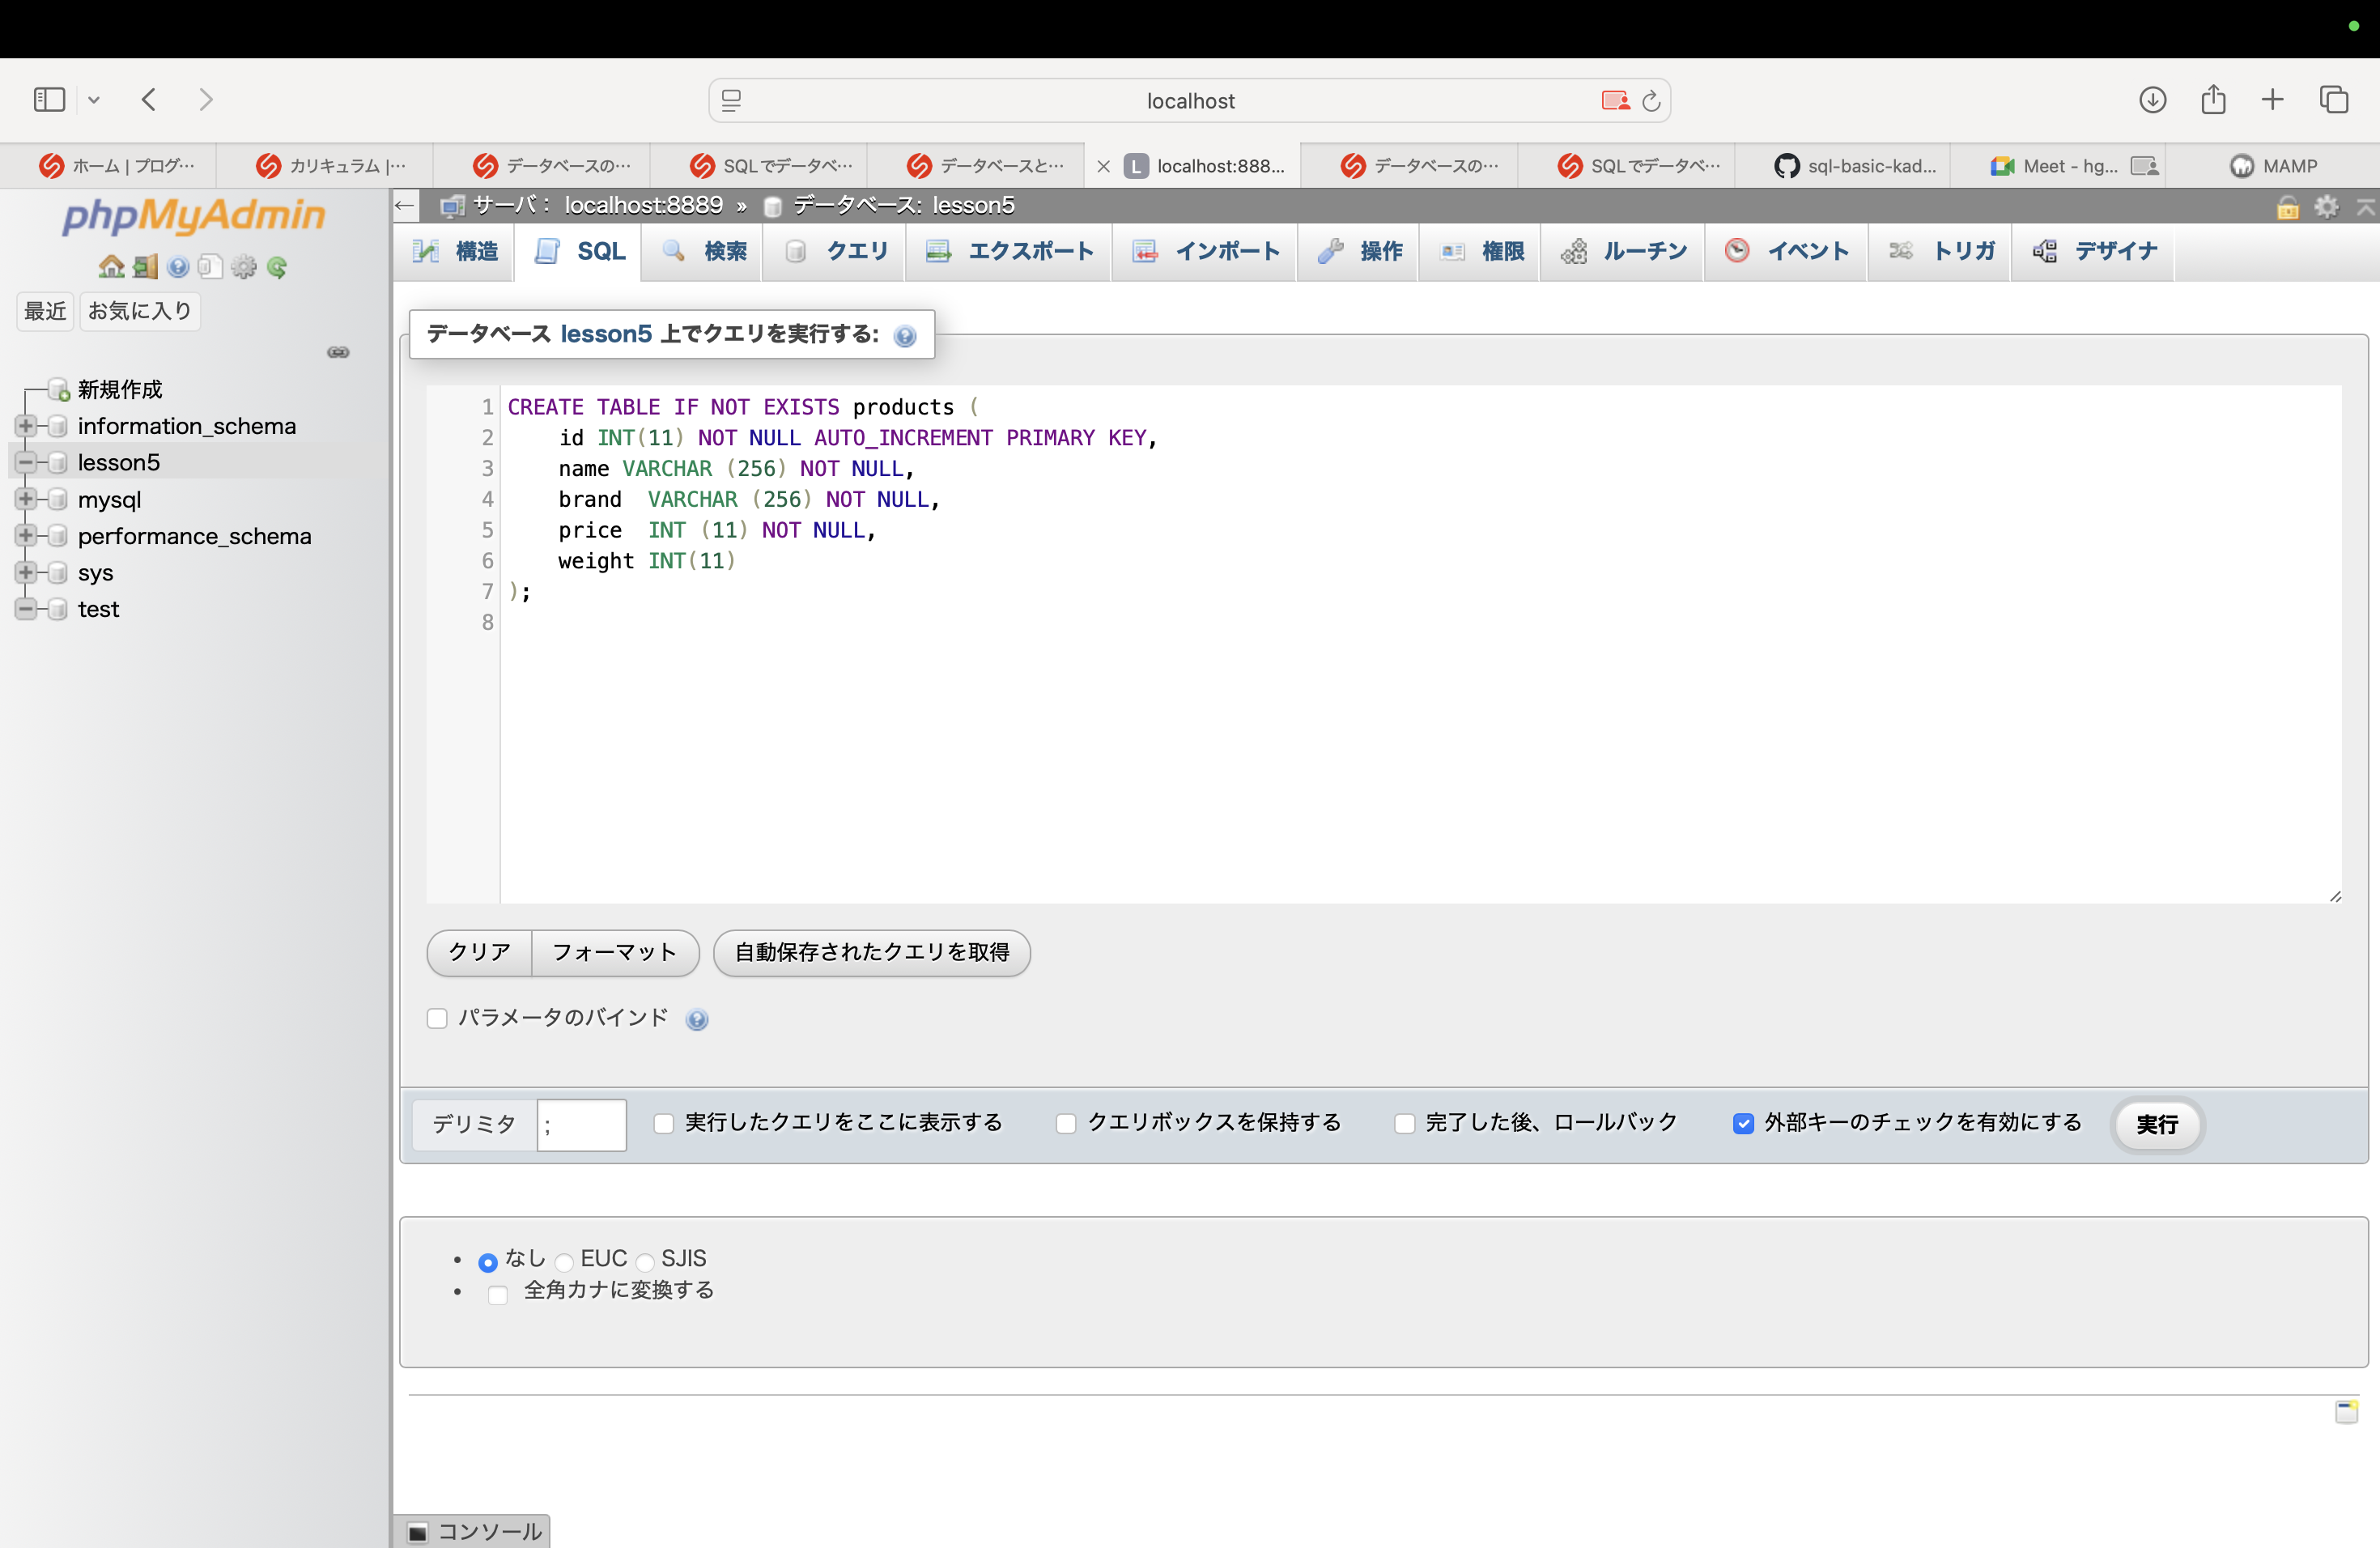 localhost
ホーム | プログ…
カリキュラム |…
データベースの…
SQLでデータベ…
データベースと…
L localhost:888...
データベースの…
SQLでデータベ…
sql-basic-kad...
Meet - hg...
MAMP
phpMyAdmin
最近 お気に入り
新規作成
information_schema
lesson5
mysql
performance_schema
sys
test
サーバ: localhost:8889 » データベース: lesson5
構造 SQL 検索 クエリ エクスポート インポート 操作 権限 ルーチン イベント トリガ デザイナ
データベース lesson5 上でクエリを実行する:
1 CREATE TABLE IF NOT EXISTS products (
2 id INT(11) NOT NULL AUTO_INCREMENT PRIMARY KEY,
3 name VARCHAR (256) NOT NULL,
4 brand  VARCHAR (256) NOT NULL,
5 price  INT (11) NOT NULL,
6 weight INT(11)
7 );
8
クリア フォーマット 自動保存されたクエリを取得
パラメータのバインド
デリミタ ; 実行したクエリをここに表示する クエリボックスを保持する 完了した後、ロールバック 外部キーのチェックを有効にする 実行
• なし EUC SJIS
• 全角カナに変換する
コンソール